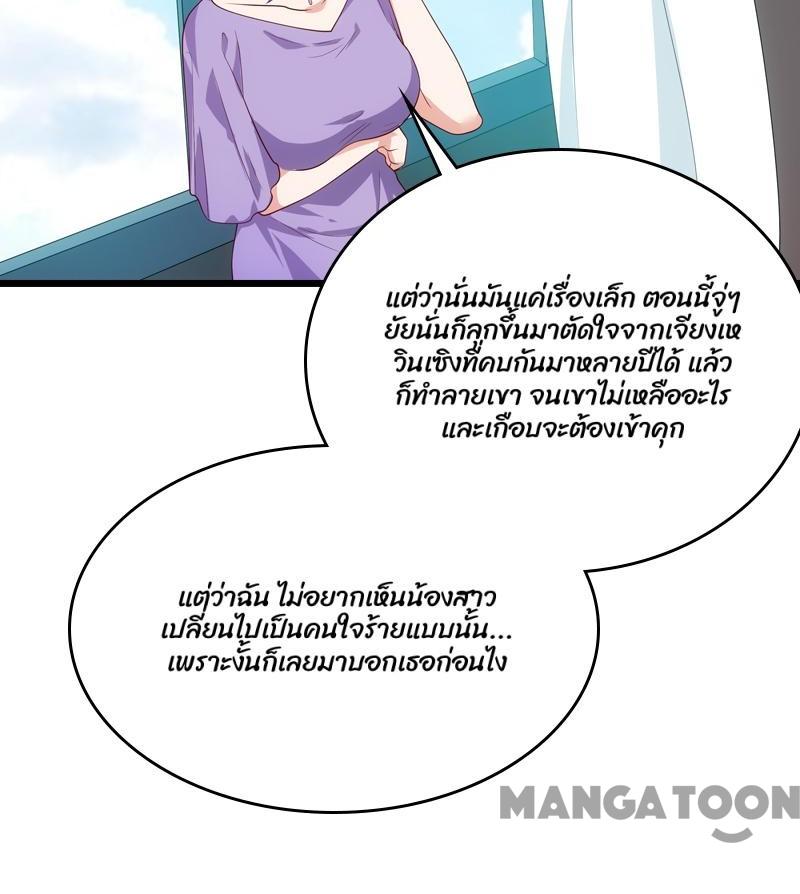 แต่ว่านั่นมันแค่เรื่องเล็ก ตอนนี้จู่ๆ
ยัยนั่นก็ลุกขึ้นมาตัดใจจากเจียงเห
วินเซิงที่คบกันมาหลายปีได้ แล้ว
ก็ทำลายเขา จนเขาไม่เหลืออะไร
และเกือบจะต้องเข้าคุก
แต่ว่าฉัน ไม่อยากเห็นน้องสาว
เปลี่ยนไปเป็นคนใจร้ายแบบนั้น...
เพราะงั้นก็เลยมาบอกเธอก่อนไง
MANGATOON